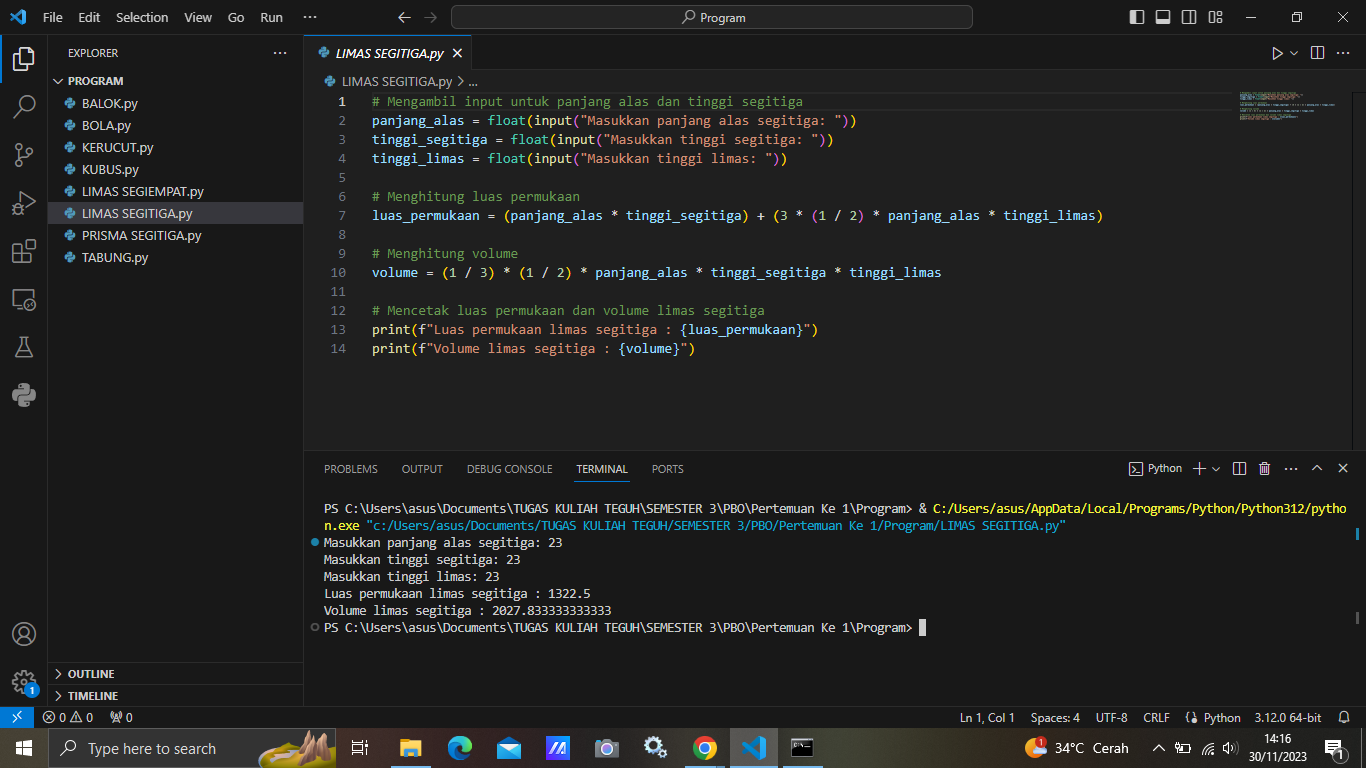 File Edit Selection View Go Run ··· Program
EXPLORER ···
PROGRAM
BALOK.py
BOLA.py
KERUCUT.py
KUBUS.py
LIMAS SEGIEMPAT.py
LIMAS SEGITIGA.py
PRISMA SEGITIGA.py
TABUNG.py
OUTLINE
TIMELINE
LIMAS SEGITIGA.py
LIMAS SEGITIGA.py > ...
1 # Mengambil input untuk panjang alas dan tinggi segitiga
2 panjang_alas = float(input("Masukkan panjang alas segitiga: "))
3 tinggi_segitiga = float(input("Masukkan tinggi segitiga: "))
4 tinggi_limas = float(input("Masukkan tinggi limas: "))
5
6 # Menghitung luas permukaan
7 luas_permukaan = (panjang_alas * tinggi_segitiga) + (3 * (1 / 2) * panjang_alas * tinggi_limas)
8
9 # Menghitung volume
10 volume = (1 / 3) * (1 / 2) * panjang_alas * tinggi_segitiga * tinggi_limas
11
12 # Mencetak luas permukaan dan volume limas segitiga
13 print(f"Luas permukaan limas segitiga : {luas_permukaan}")
14 print(f"Volume limas segitiga : {volume}")
PROBLEMS OUTPUT DEBUG CONSOLE TERMINAL PORTS Python
PS C:\Users\asus\Documents\TUGAS KULIAH TEGUH\SEMESTER 3\PBO\Pertemuan Ke 1\Program> & C:/Users/asus/AppData/Local/Programs/Python/Python312/pytho
n.exe "c:/Users/asus/Documents/TUGAS KULIAH TEGUH/SEMESTER 3/PBO/Pertemuan Ke 1/Program/LIMAS SEGITIGA.py"
Masukkan panjang alas segitiga: 23
Masukkan tinggi segitiga: 23
Masukkan tinggi limas: 23
Luas permukaan limas segitiga : 1322.5
Volume limas segitiga : 2027.833333333333
PS C:\Users\asus\Documents\TUGAS KULIAH TEGUH\SEMESTER 3\PBO\Pertemuan Ke 1\Program>
1
0 0 0 Ln 1, Col 1 Spaces: 4 UTF-8 CRLF Python 3.12.0 64-bit
Type here to search 1 34°C Cerah 14:16
30/11/2023 1